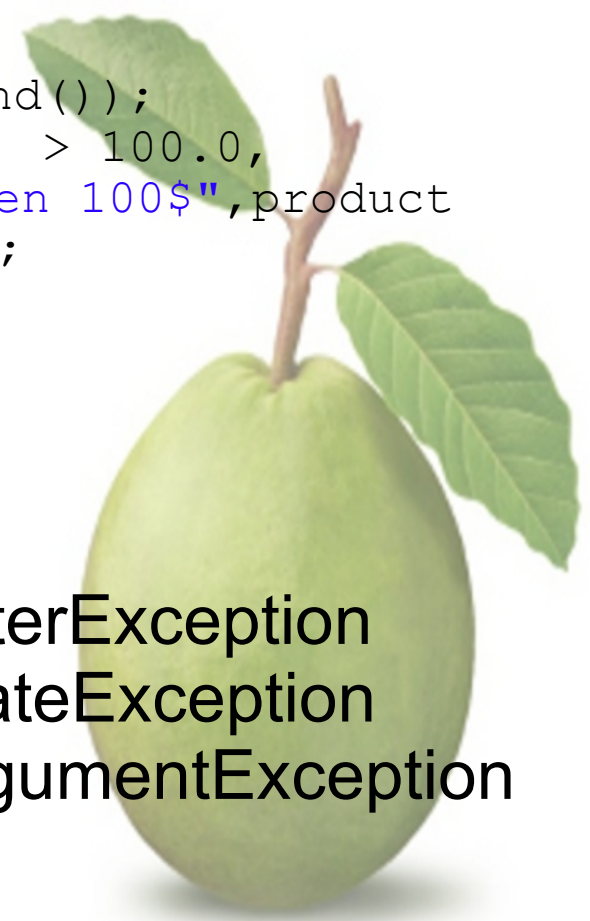 nd());
> 100.0,
en 100$",product
;
terException
ateException
gumentException